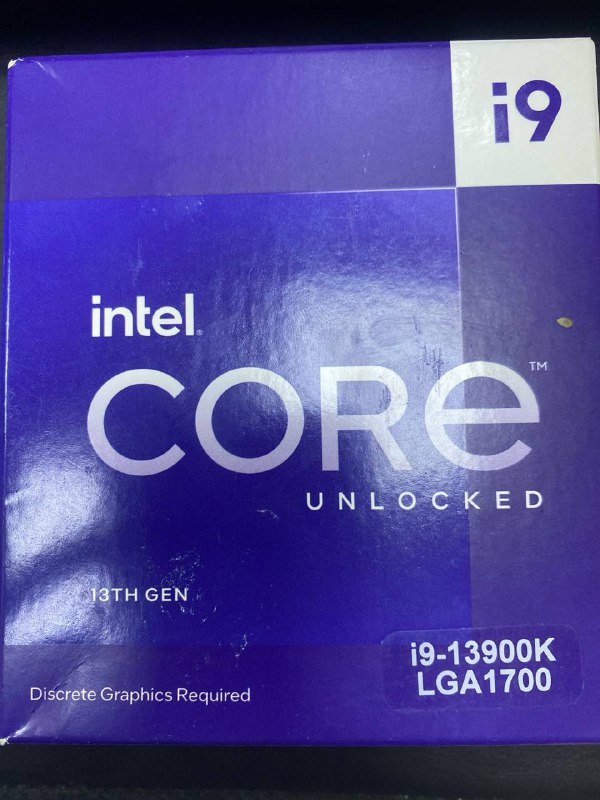 i9
intel
CORE™
UNLOCKED
13TH GEN
i9-13900K
LGA1700
Discrete Graphics Required